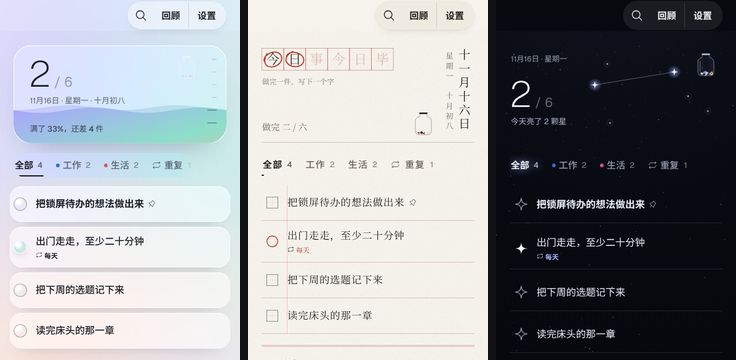 回顾 设置
2 / 6
11月16日 · 星期一 · 十月初八
满了 33%，还差 4 件
全部 4 工作 2 生活 2 重复 1
把锁屏待办的想法做出来
出门走走，至少二十分钟
每天
把下周的选题记下来
读完床头的那一章
回顾 设置
今日事今日毕
做完一件，写下一个字
十一月十六日
星期一 十月初八
做完 二 / 六
全部 4 工作 2 生活 2 重复 1
把锁屏待办的想法做出来
出门走走，至少二十分钟
每天
把下周的选题记下来
读完床头的那一章
回顾 设置
11月16日 · 星期一
2 / 6
今天亮了 2 颗星
全部 4 工作 2 生活 2 重复 1
把锁屏待办的想法做出来
出门走走，至少二十分钟
每天
把下周的选题记下来
读完床头的那一章